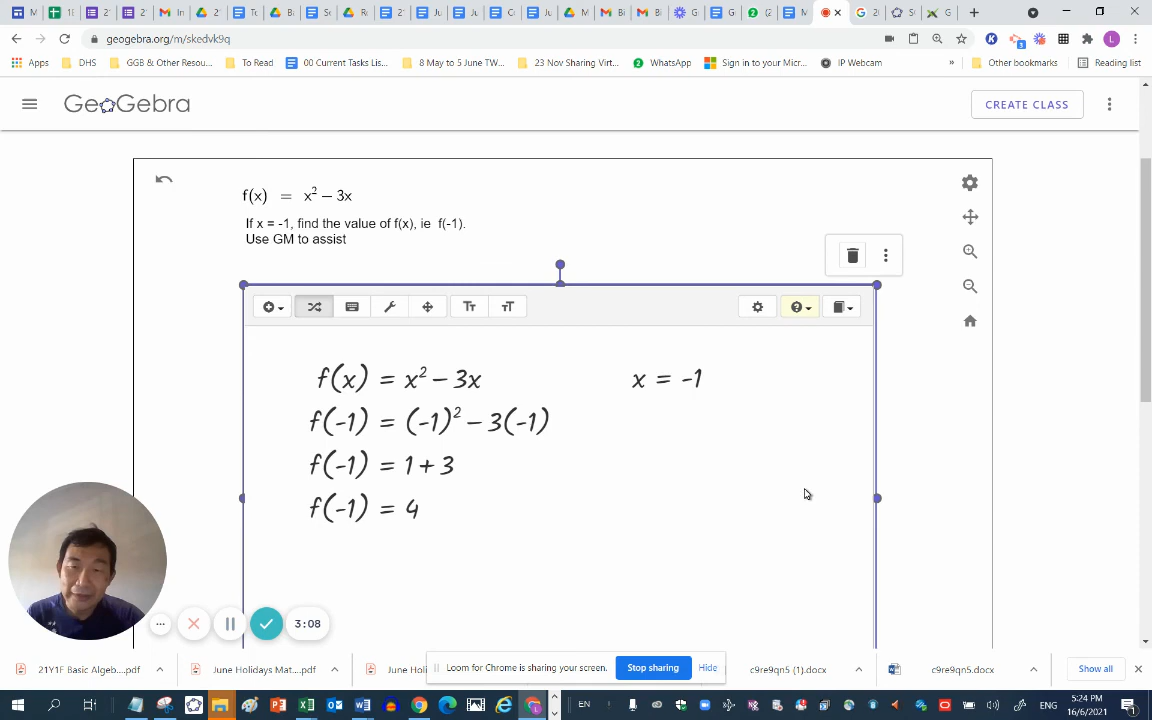 geogebra.org/m/skedvk9q
Apps
DHS
GGB & Other Resou...
To Read
00 Current Tasks Lis...
8 May to 5 June TW...
23 Nov Sharing Virt...
WhatsApp
Sign in to your Micr...
IP Webcam
Other bookmarks
Reading list
GeoGebra
CREATE CLASS
f(x) = x² − 3x
If x = -1, find the value of f(x), ie f(-1).
Use GM to assist
f(x) = x² − 3x
x = -1
f(-1) = (-1)² − 3(-1)
f(-1) = 1 + 3
f(-1) = 4
3:08
21Y1F Basic Algeb....pdf
June Holidays Mat....pdf
June Holi
Loom for Chrome is sharing your screen.
Stop sharing
Hide
c9re9qn5 (1).docx
c9re9qn5.docx
Show all
EN
ENG
5:24 PM
16/6/2021